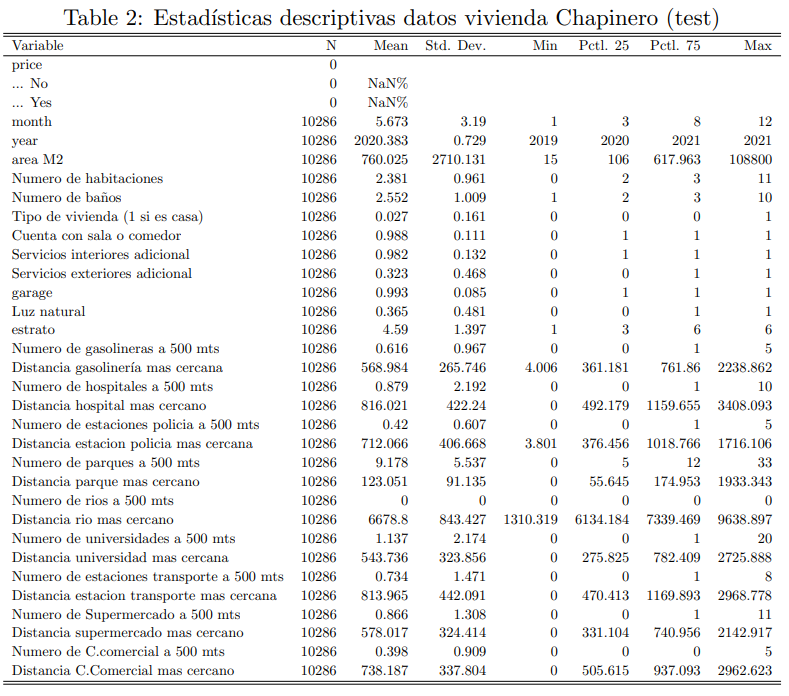 Table 2: Estadísticas descriptivas datos vivienda Chapinero (test)
Variable N Mean Std. Dev. Min Pctl. 25 Pctl. 75 Max
price 0
... No 0 NaN%
... Yes 0 NaN%
month 10286 5.673 3.19 1 3 8 12
year 10286 2020.383 0.729 2019 2020 2021 2021
area M2 10286 760.025 2710.131 15 106 617.963 108800
Numero de habitaciones 10286 2.381 0.961 0 2 3 11
Numero de baños 10286 2.552 1.009 1 2 3 10
Tipo de vivienda (1 si es casa) 10286 0.027 0.161 0 0 0 1
Cuenta con sala o comedor 10286 0.988 0.111 0 1 1 1
Servicios interiores adicional 10286 0.982 0.132 0 1 1 1
Servicios exteriores adicional 10286 0.323 0.468 0 0 1 1
garage 10286 0.993 0.085 0 1 1 1
Luz natural 10286 0.365 0.481 0 0 1 1
estrato 10286 4.59 1.397 1 3 6 6
Numero de gasolineras a 500 mts 10286 0.616 0.967 0 0 1 5
Distancia gasolinería mas cercana 10286 568.984 265.746 4.006 361.181 761.86 2238.862
Numero de hospitales a 500 mts 10286 0.879 2.192 0 0 1 10
Distancia hospital mas cercano 10286 816.021 422.24 0 492.179 1159.655 3408.093
Numero de estaciones policia a 500 mts 10286 0.42 0.607 0 0 1 5
Distancia estacion policia mas cercana 10286 712.066 406.668 3.801 376.456 1018.766 1716.106
Numero de parques a 500 mts 10286 9.178 5.537 0 5 12 33
Distancia parque mas cercano 10286 123.051 91.135 0 55.645 174.953 1933.343
Numero de rios a 500 mts 10286 0 0 0 0 0 0
Distancia rio mas cercano 10286 6678.8 843.427 1310.319 6134.184 7339.469 9638.897
Numero de universidades a 500 mts 10286 1.137 2.174 0 0 1 20
Distancia universidad mas cercana 10286 543.736 323.856 0 275.825 782.409 2725.888
Numero de estaciones transporte a 500 mts 10286 0.734 1.471 0 0 1 8
Distancia estacion transporte mas cercana 10286 813.965 442.091 0 470.413 1169.893 2968.778
Numero de Supermercado a 500 mts 10286 0.866 1.308 0 0 1 11
Distancia supermercado mas cercano 10286 578.017 324.414 0 331.104 740.956 2142.917
Numero de C.comercial a 500 mts 10286 0.398 0.909 0 0 0 5
Distancia C.Comercial mas cercano 10286 738.187 337.804 0 505.615 937.093 2962.623